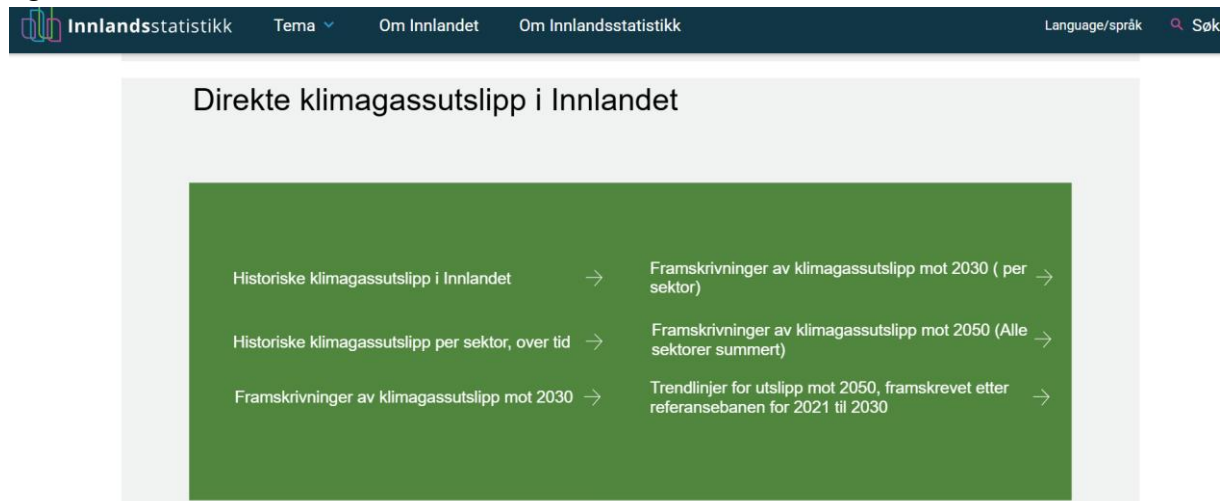 Innlandsstatistikk Tema Om Innlandet Om Innlandsstatistikk Language/språk Søk
Direkte klimagassutslipp i Innlandet
Historiske klimagassutslipp i Innlandet
Historiske klimagassutslipp per sektor, over tid
Framskrivninger av klimagassutslipp mot 2030
Framskrivninger av klimagassutslipp mot 2030 ( per
sektor)
Framskrivninger av klimagassutslipp mot 2050 (Alle
sektorer summert)
Trendlinjer for utslipp mot 2050, framskrevet etter
referansebanen for 2021 til 2030